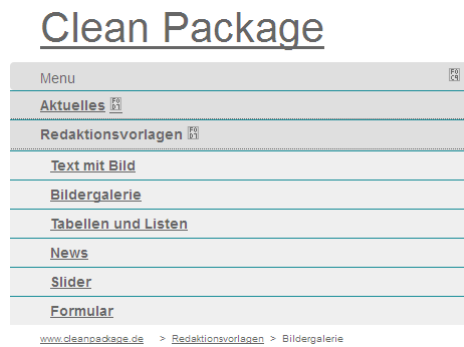 Clean Package
Menu
Aktuelles
Redaktionsvorlagen
Text mit Bild
Bildergalerie
Tabellen und Listen
News
Slider
Formular
www.cleanpackage.de > Redaktionsvorlagen > Bildergalerie